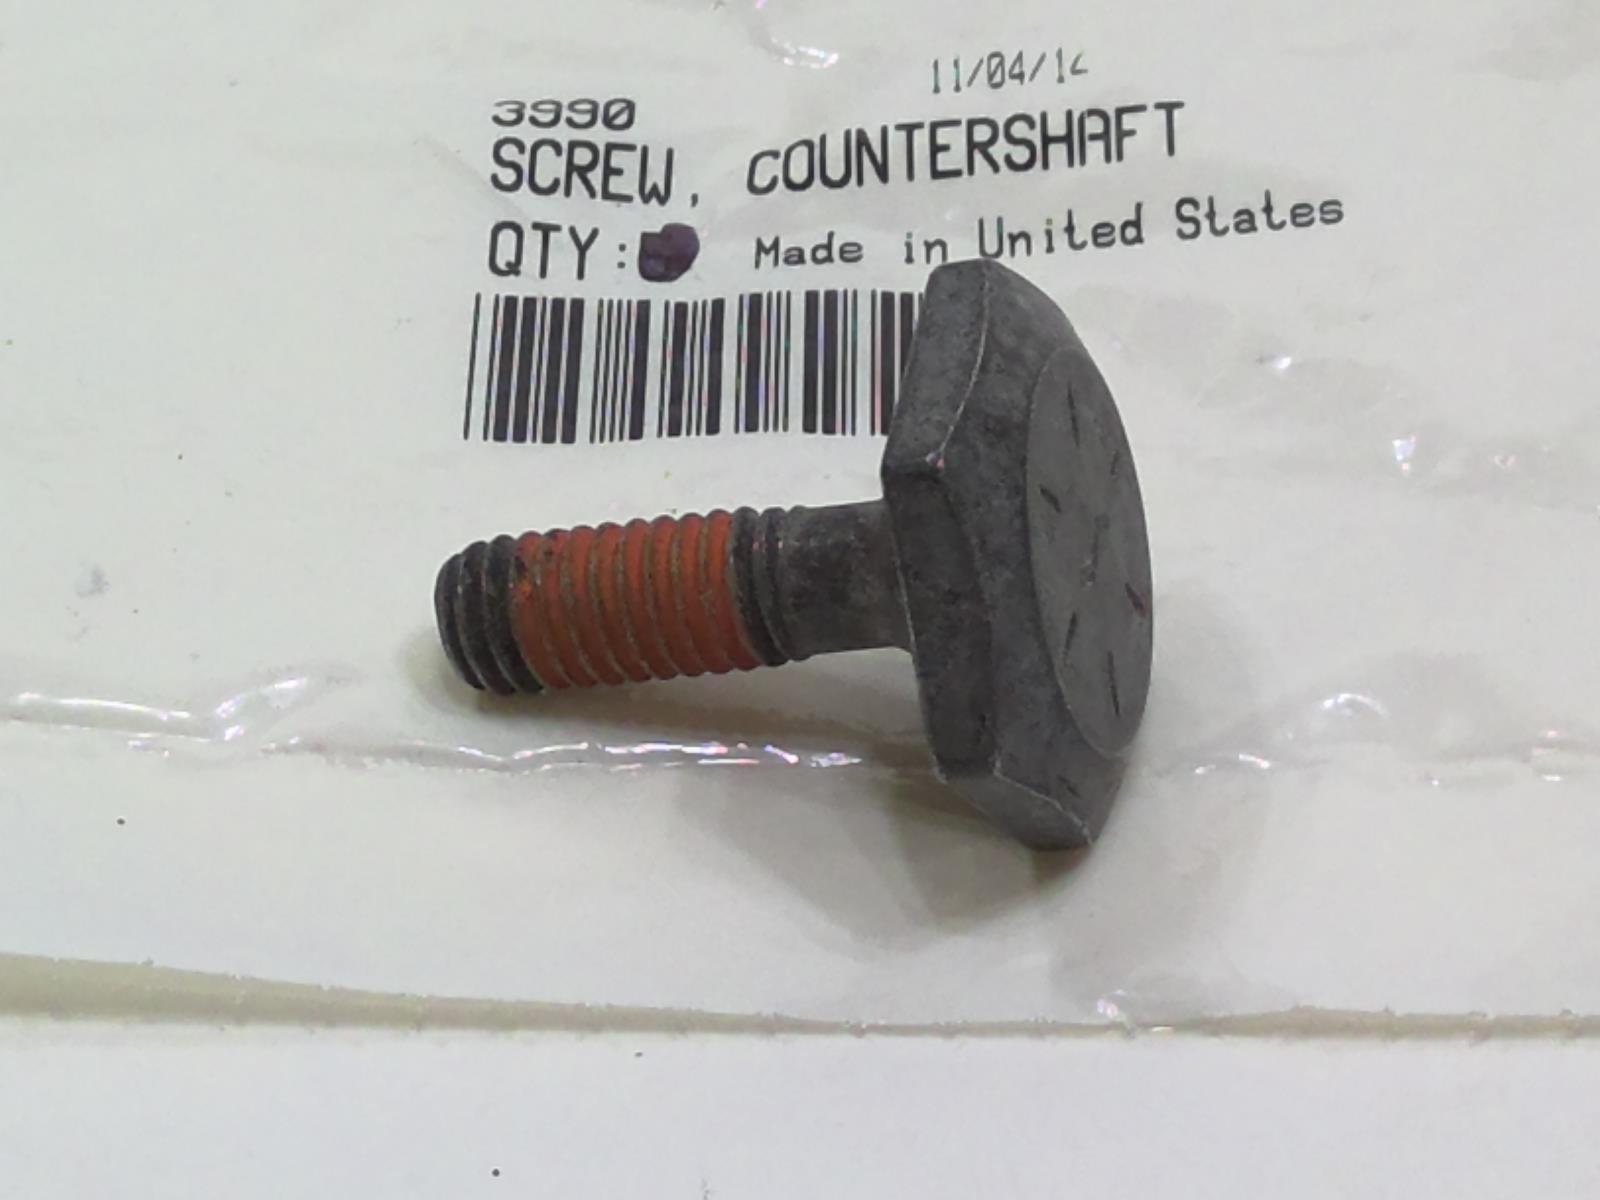 11/04/14
3990
SCREW, COUNTERSHAFT
QTY: Made in United States